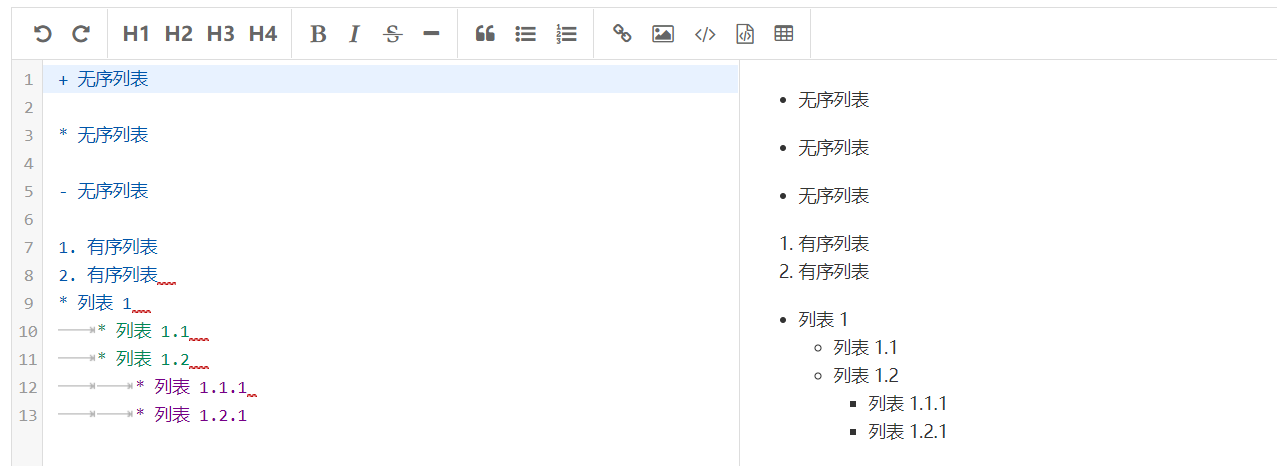 H1 H2 H3 H4 B I S
1 + 无序列表
2
3 * 无序列表
4
5 - 无序列表
6
7 1. 有序列表
8 2. 有序列表
9 * 列表 1
10 * 列表 1.1
11 * 列表 1.2
12 * 列表 1.1.1
13 * 列表 1.2.1
• 无序列表
• 无序列表
• 无序列表
1. 有序列表
2. 有序列表
• 列表 1
◦ 列表 1.1
◦ 列表 1.2
▪ 列表 1.1.1
▪ 列表 1.2.1